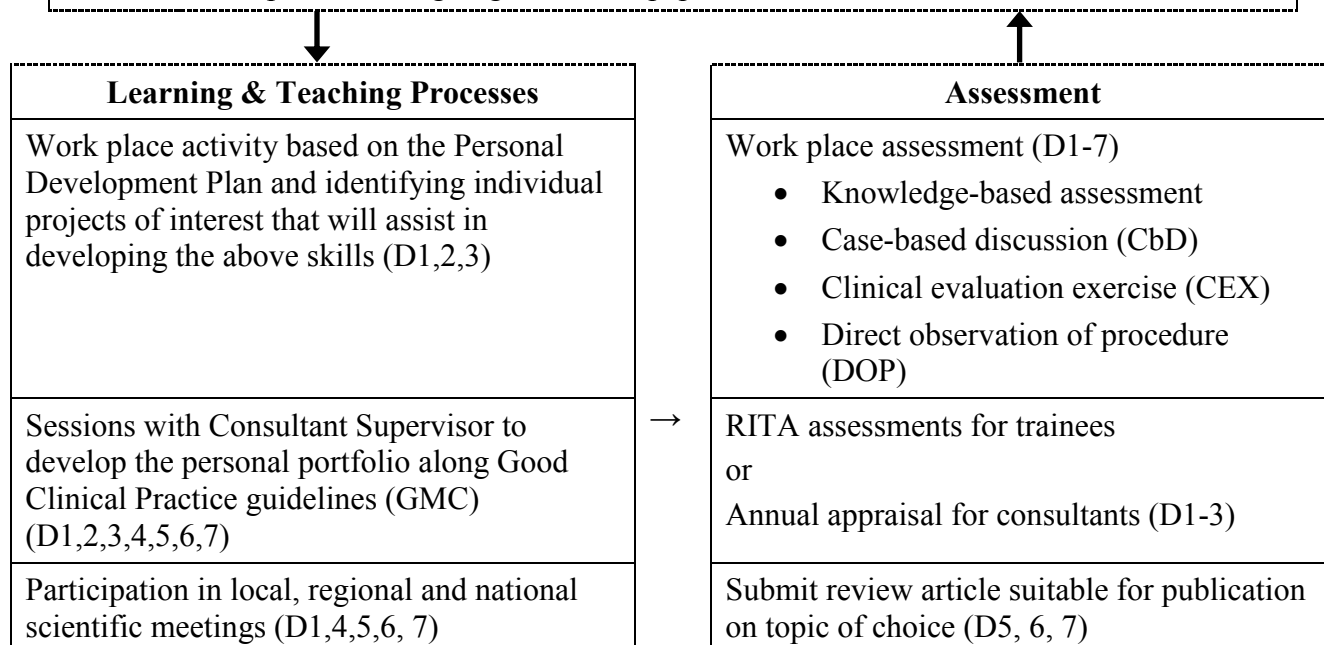 Learning & Teaching Processes
Work place activity based on the Personal
Development Plan and identifying individual
projects of interest that will assist in
developing the above skills (D1,2,3)
Sessions with Consultant Supervisor to
develop the personal portfolio along Good
Clinical Practice guidelines (GMC)
(D1,2,3,4,5,6,7)
Participation in local, regional and national
scientific meetings (D1,4,5,6, 7)
→
Assessment
Work place assessment (D1-7)
• Knowledge-based assessment
• Case-based discussion (CbD)
• Clinical evaluation exercise (CEX)
• Direct observation of procedure
(DOP)
RITA assessments for trainees
or
Annual appraisal for consultants (D1-3)
Submit review article suitable for publication
on topic of choice (D5, 6, 7)